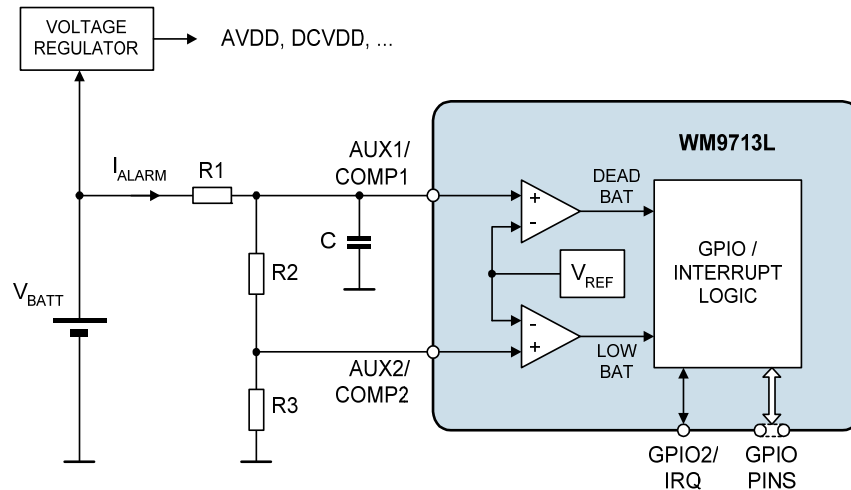 VOLTAGE
REGULATOR
AVDD, DCVDD, ...
WM9713L
I_ALARM
R1
AUX1/
COMP1
DEAD
BAT
+
-
C
R2
V_REF
GPIO /
INTERRUPT
LOGIC
V_BATT
-
+
LOW
BAT
AUX2/
COMP2
R3
GPIO2/
IRQ
GPIO
PINS